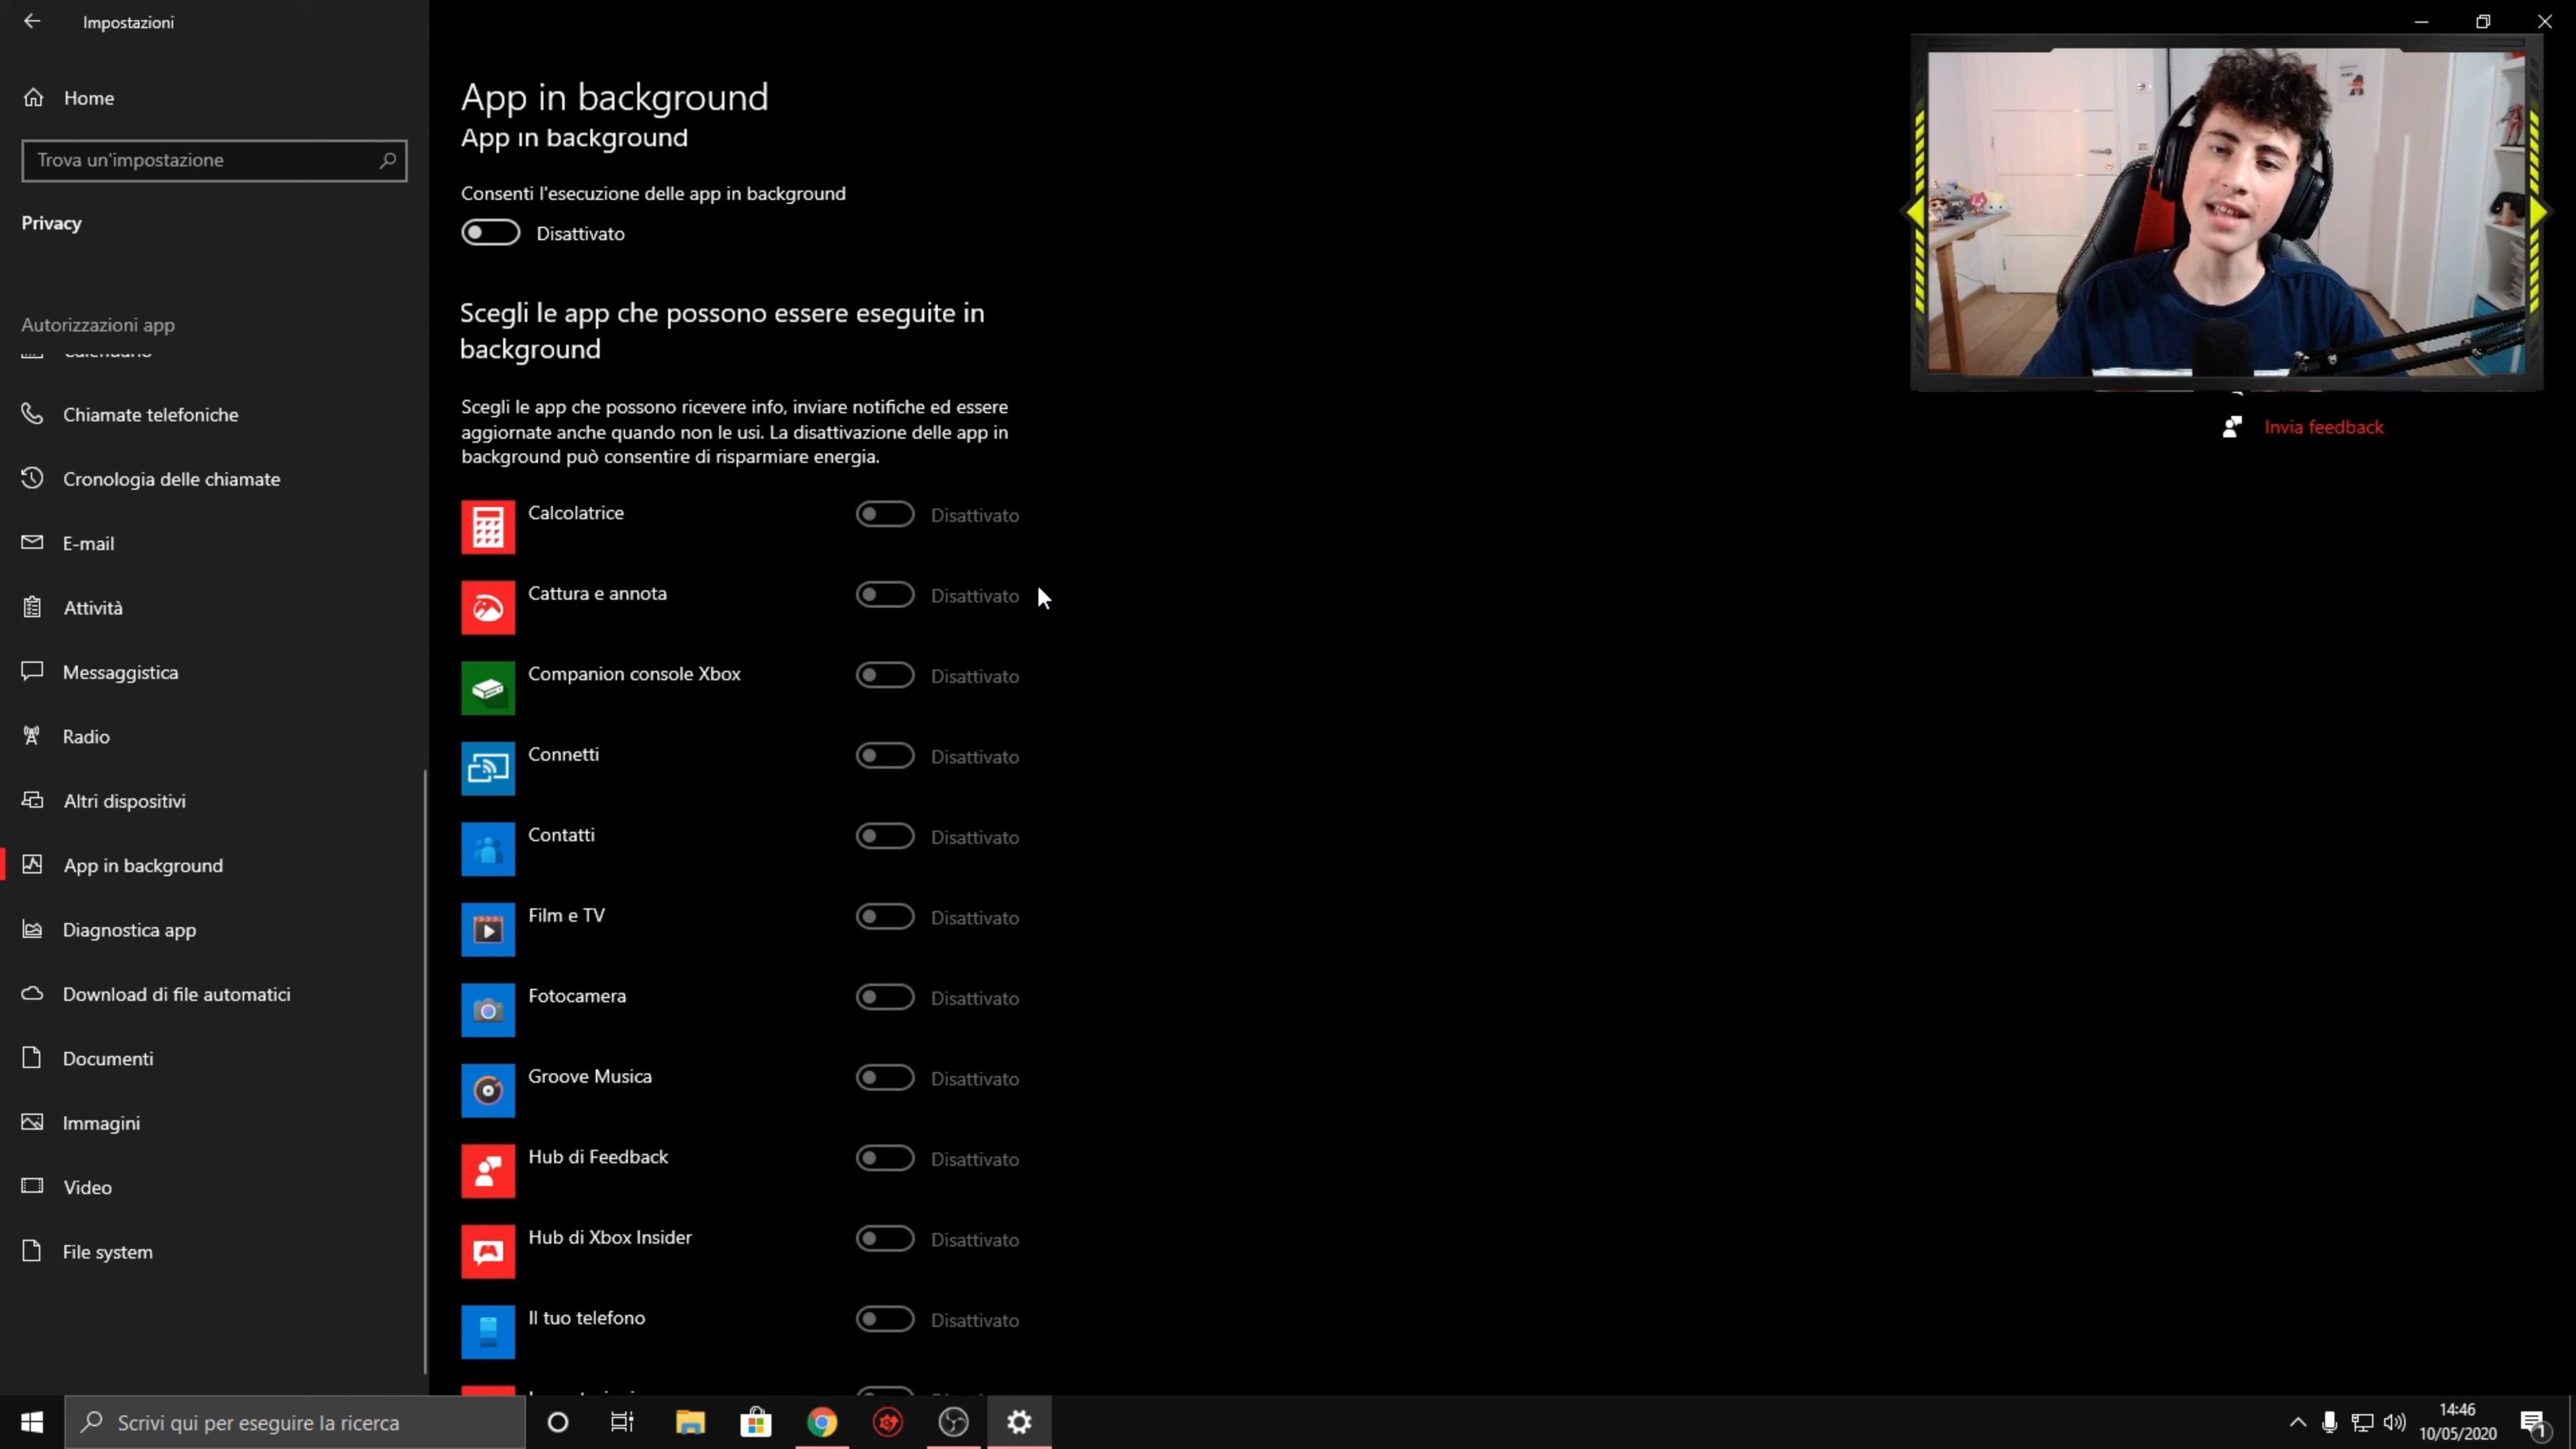 Impostazioni
Home
Trova un'impostazione
Privacy
Autorizzazioni app
Calendario
Chiamate telefoniche
Cronologia delle chiamate
E-mail
Attività
Messaggistica
Radio
Altri dispositivi
App in background
Diagnostica app
Download di file automatici
Documenti
Immagini
Video
File system
App in background
App in background
Consenti l'esecuzione delle app in background
Disattivato
Scegli le app che possono essere eseguite in
background
Scegli le app che possono ricevere info, inviare notifiche ed essere
aggiornate anche quando non le usi. La disattivazione delle app in
background può consentire di risparmiare energia.
Calcolatrice Disattivato
Cattura e annota Disattivato
Companion console Xbox Disattivato
Connetti Disattivato
Contatti Disattivato
Film e TV Disattivato
Fotocamera Disattivato
Groove Musica Disattivato
Hub di Feedback Disattivato
Hub di Xbox Insider Disattivato
Il tuo telefono Disattivato
Invia feedback
Scrivi qui per eseguire la ricerca
14:46
10/05/2020
1